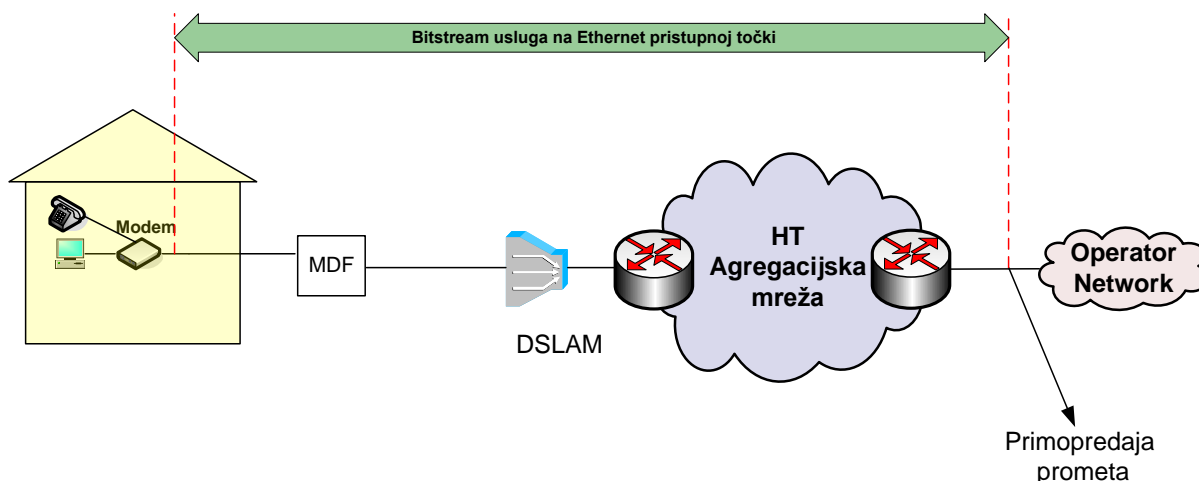 Bitstream usluga na Ethernet pristupnoj točki
Modem
MDF
DSLAM
HT
Agregacijska
mreža
Operator
Network
Primopredaja
prometa